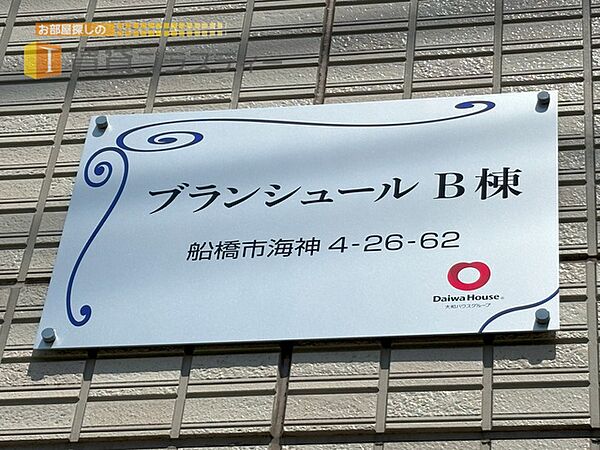 お部屋探しの
ブランシュール B棟
船橋市海神 4-26-62
Daiwa House
大和ハウスグループ